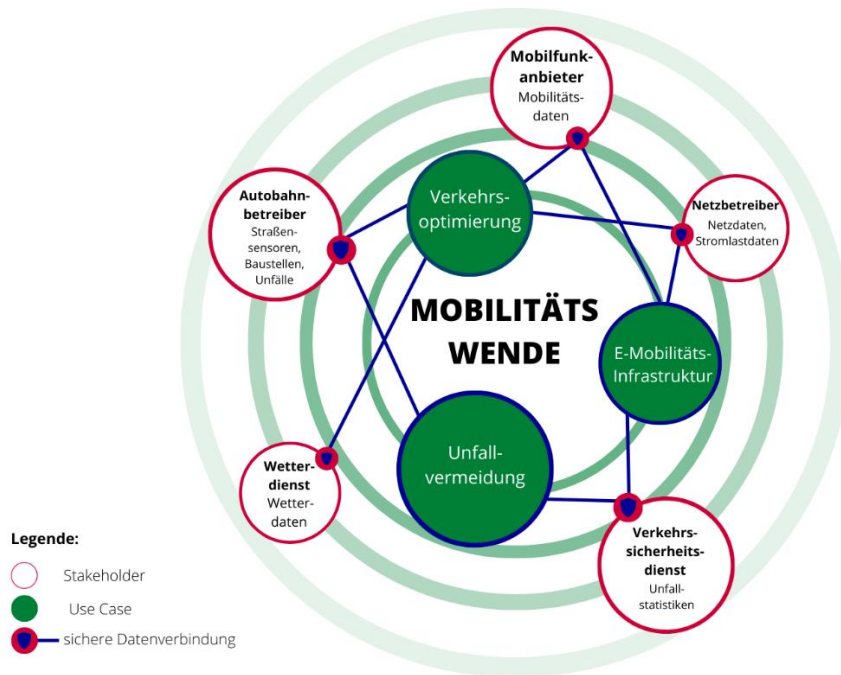 Mobilfunk-
anbieter
Mobilitäts-
daten
Autobahn-
betreiber
Straßen-
sensoren,
Baustellen,
Unfälle
Verkehrs-
optimierung
Netzbetreiber
Netzdaten,
Stromlastdaten
MOBILITÄTS
WENDE
E-Mobilitäts-
Infrastruktur
Unfall-
vermeidung
Wetter-
dienst
Wetter-
daten
Verkehrs-
sicherheits-
dienst
Unfall-
statistiken
Legende:
Stakeholder
Use Case
sichere Datenverbindung